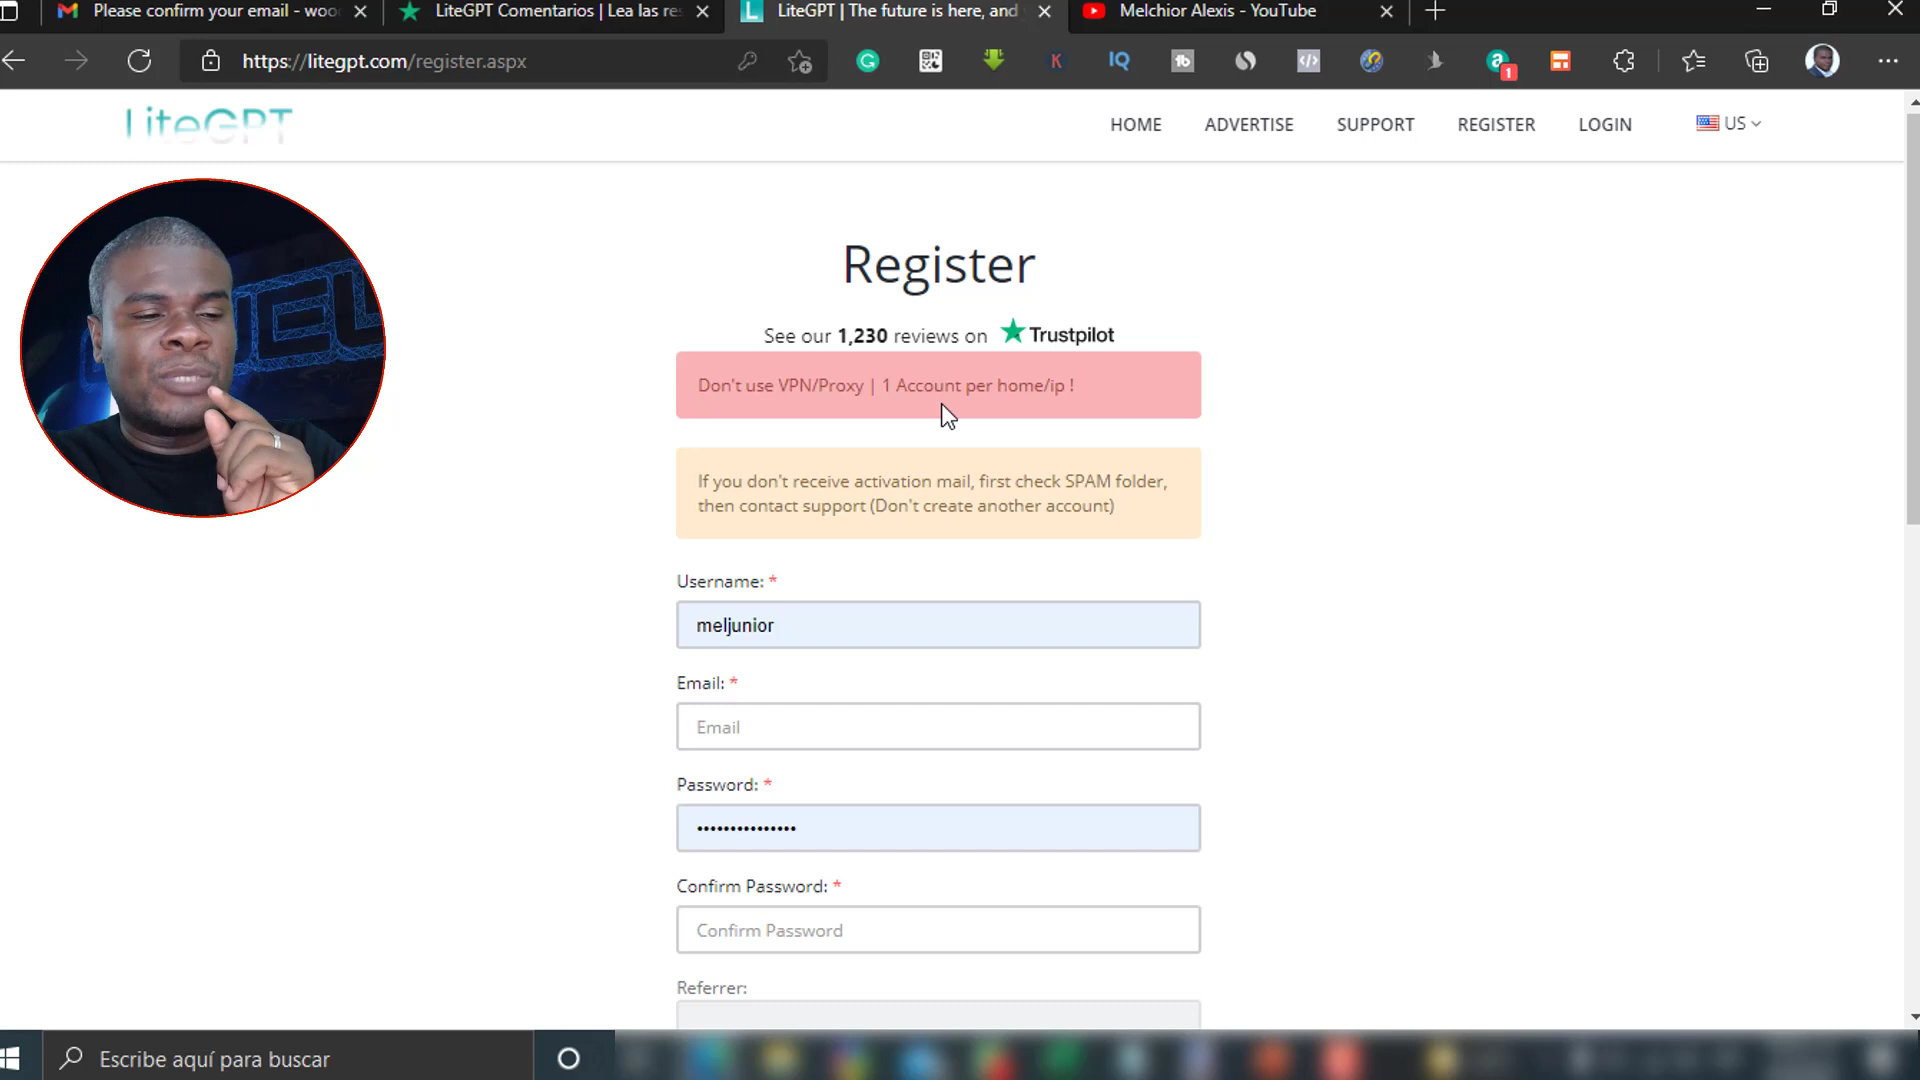 Please confirm your email - woo
LiteGPT Comentarios | Lea las res
LiteGPT | The future is here, and
Melchior Alexis - YouTube
https://litegpt.com/register.aspx
LiteGPT
HOME
ADVERTISE
SUPPORT
REGISTER
LOGIN
US
Register
See our 1,230 reviews on Trustpilot
Don't use VPN/Proxy | 1 Account per home/ip !
If you don't receive activation mail, first check SPAM folder,
then contact support (Don't create another account)
Username: *
meljunior
Email: *
Email
Password: *
•••••••••••••••
Confirm Password: *
Confirm Password
Referrer:
Escribe aquí para buscar